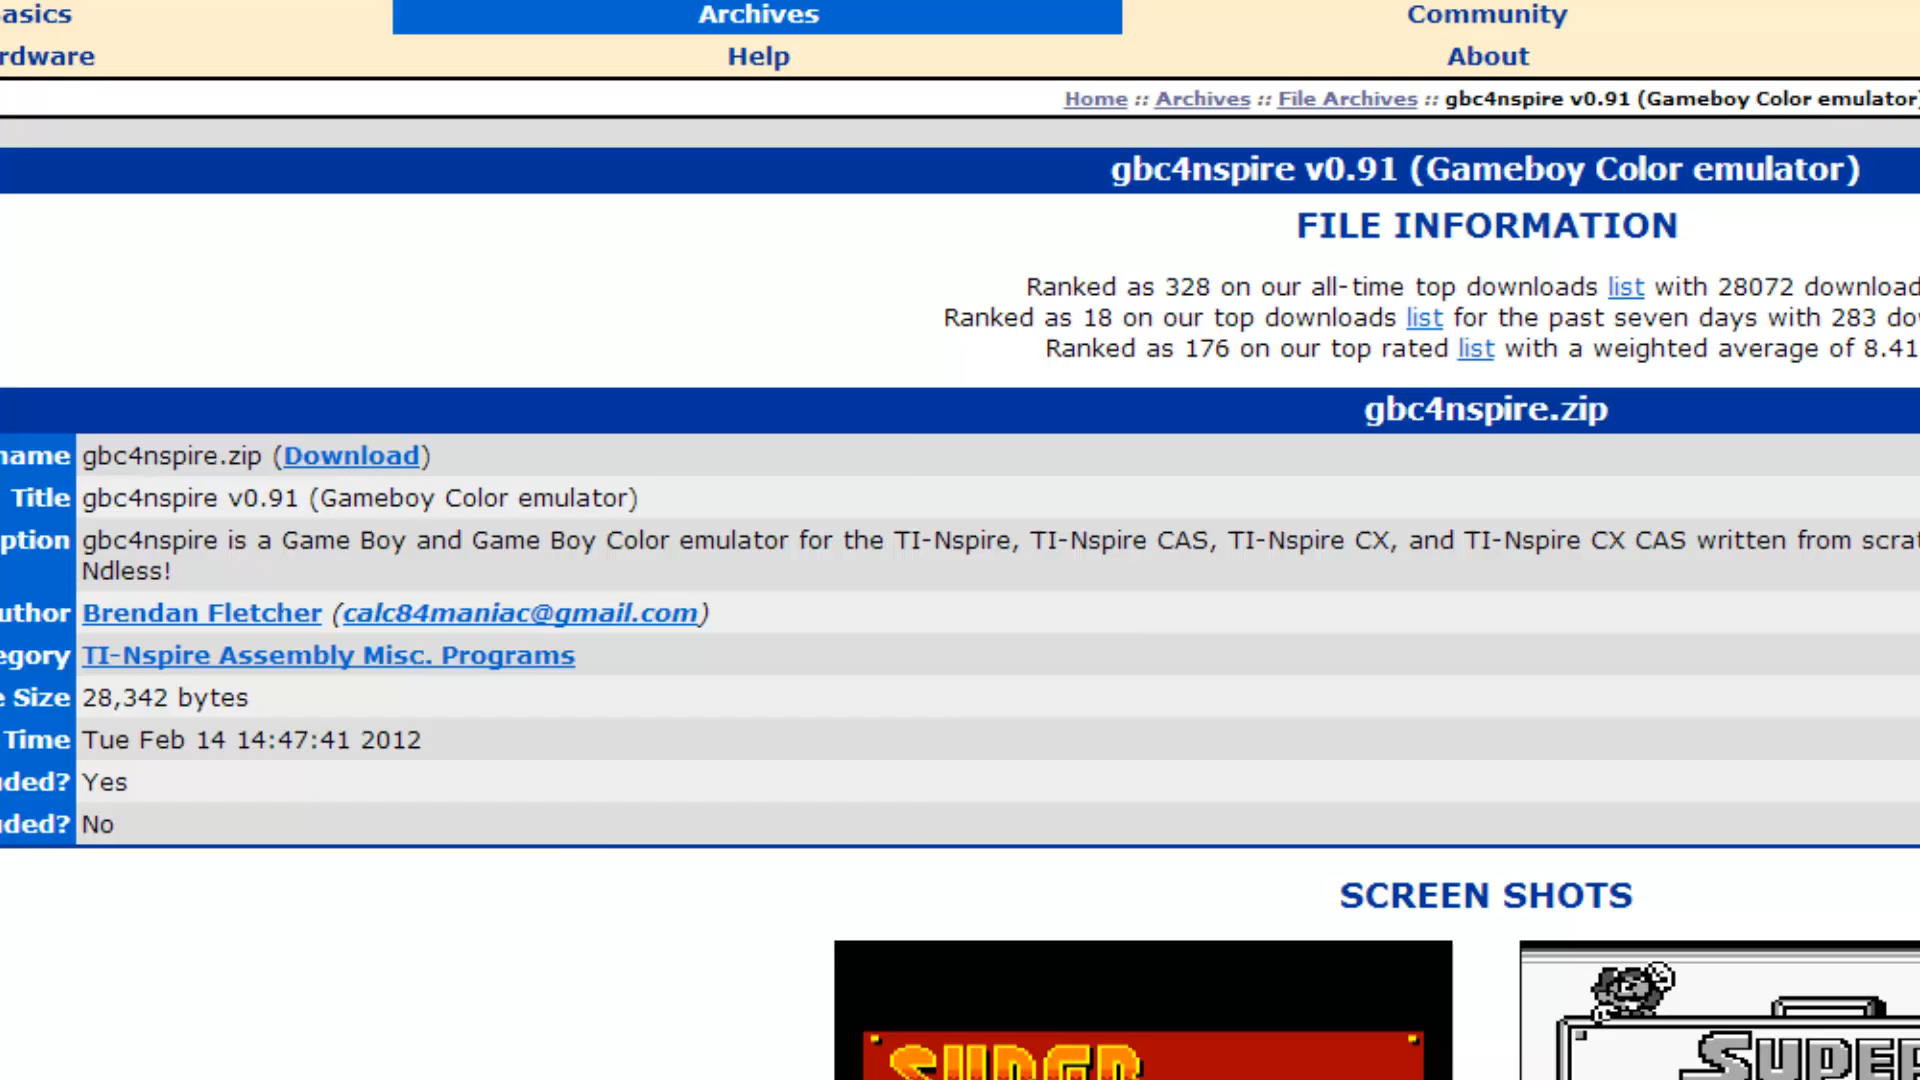 asics Archives Community
rdware Help About
Home :: Archives :: File Archives :: gbc4nspire v0.91 (Gameboy Color emulator)
gbc4nspire v0.91 (Gameboy Color emulator)
FILE INFORMATION
Ranked as 328 on our all-time top downloads list with 28072 download
Ranked as 18 on our top downloads list for the past seven days with 283 do
Ranked as 176 on our top rated list with a weighted average of 8.41
gbc4nspire.zip
name gbc4nspire.zip (Download)
Title gbc4nspire v0.91 (Gameboy Color emulator)
ption gbc4nspire is a Game Boy and Game Boy Color emulator for the TI-Nspire, TI-Nspire CAS, TI-Nspire CX, and TI-Nspire CX CAS written from scrat
Ndless!
uthor Brendan Fletcher (calc84maniac@gmail.com)
egory TI-Nspire Assembly Misc. Programs
e Size 28,342 bytes
Time Tue Feb 14 14:47:41 2012
ded? Yes
ded? No
SCREEN SHOTS
SUPER
SUPER